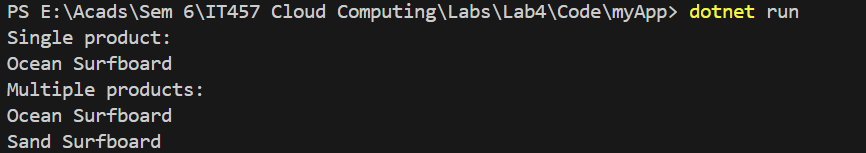 PS E:\Acads\Sem 6\IT457 Cloud Computing\Labs\Lab4\Code\myApp> dotnet run
Single product:
Ocean Surfboard
Multiple products:
Ocean Surfboard
Sand Surfboard